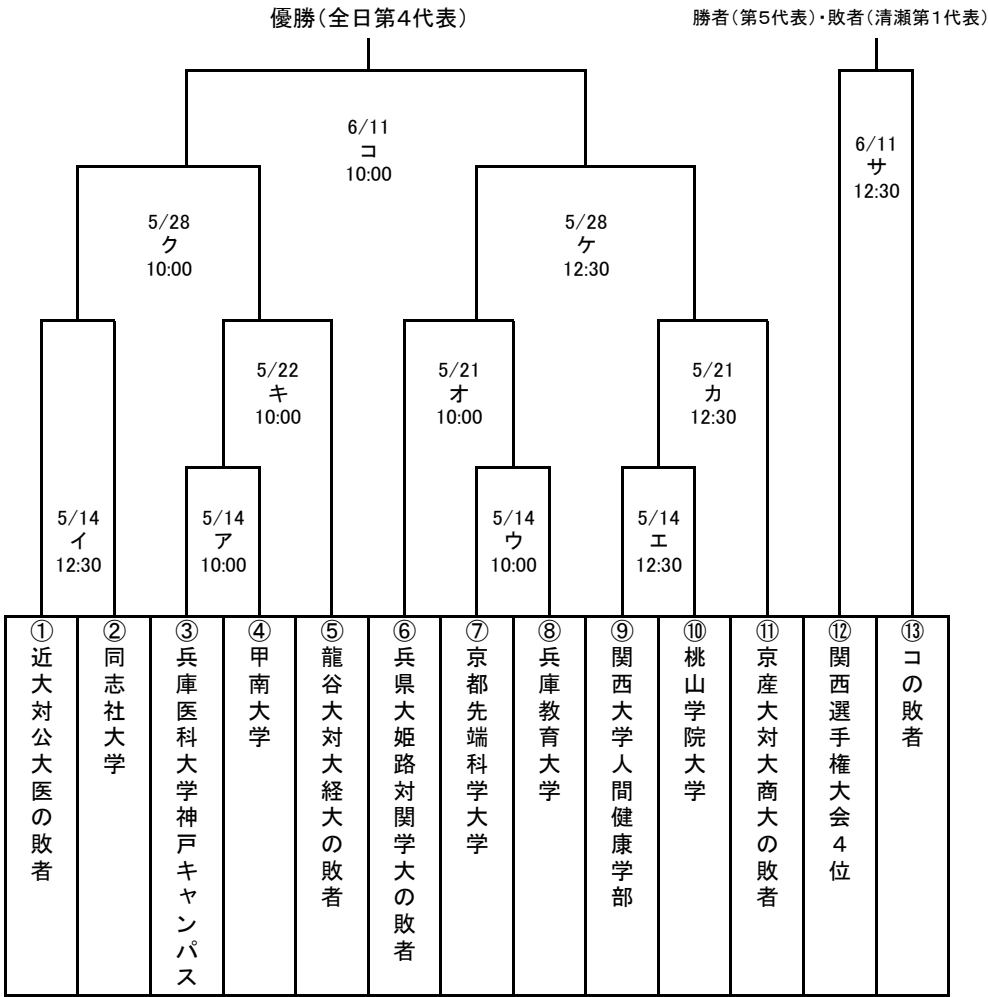 優勝（全日第４代表）
勝者（第５代表）・敗者（清瀬第１代表）
6/11
コ
10:00
6/11
サ
12:30
5/28
ク
10:00
5/28
ケ
12:30
5/22
キ
10:00
5/21
オ
10:00
5/21
カ
12:30
5/14
イ
12:30
5/14
ア
10:00
5/14
ウ
10:00
5/14
エ
12:30
①近大対公大医の敗者
②同志社大学
③兵庫医科大学神戸キャンパス
④甲南大学
⑤龍谷大対大経大の敗者
⑥兵県大姫路対関学大の敗者
⑦京都先端科学大学
⑧兵庫教育大学
⑨関西大学人間健康学部
⑩桃山学院大学
⑪京産大対大商大の敗者
⑫関西選手権大会４位
⑬コの敗者